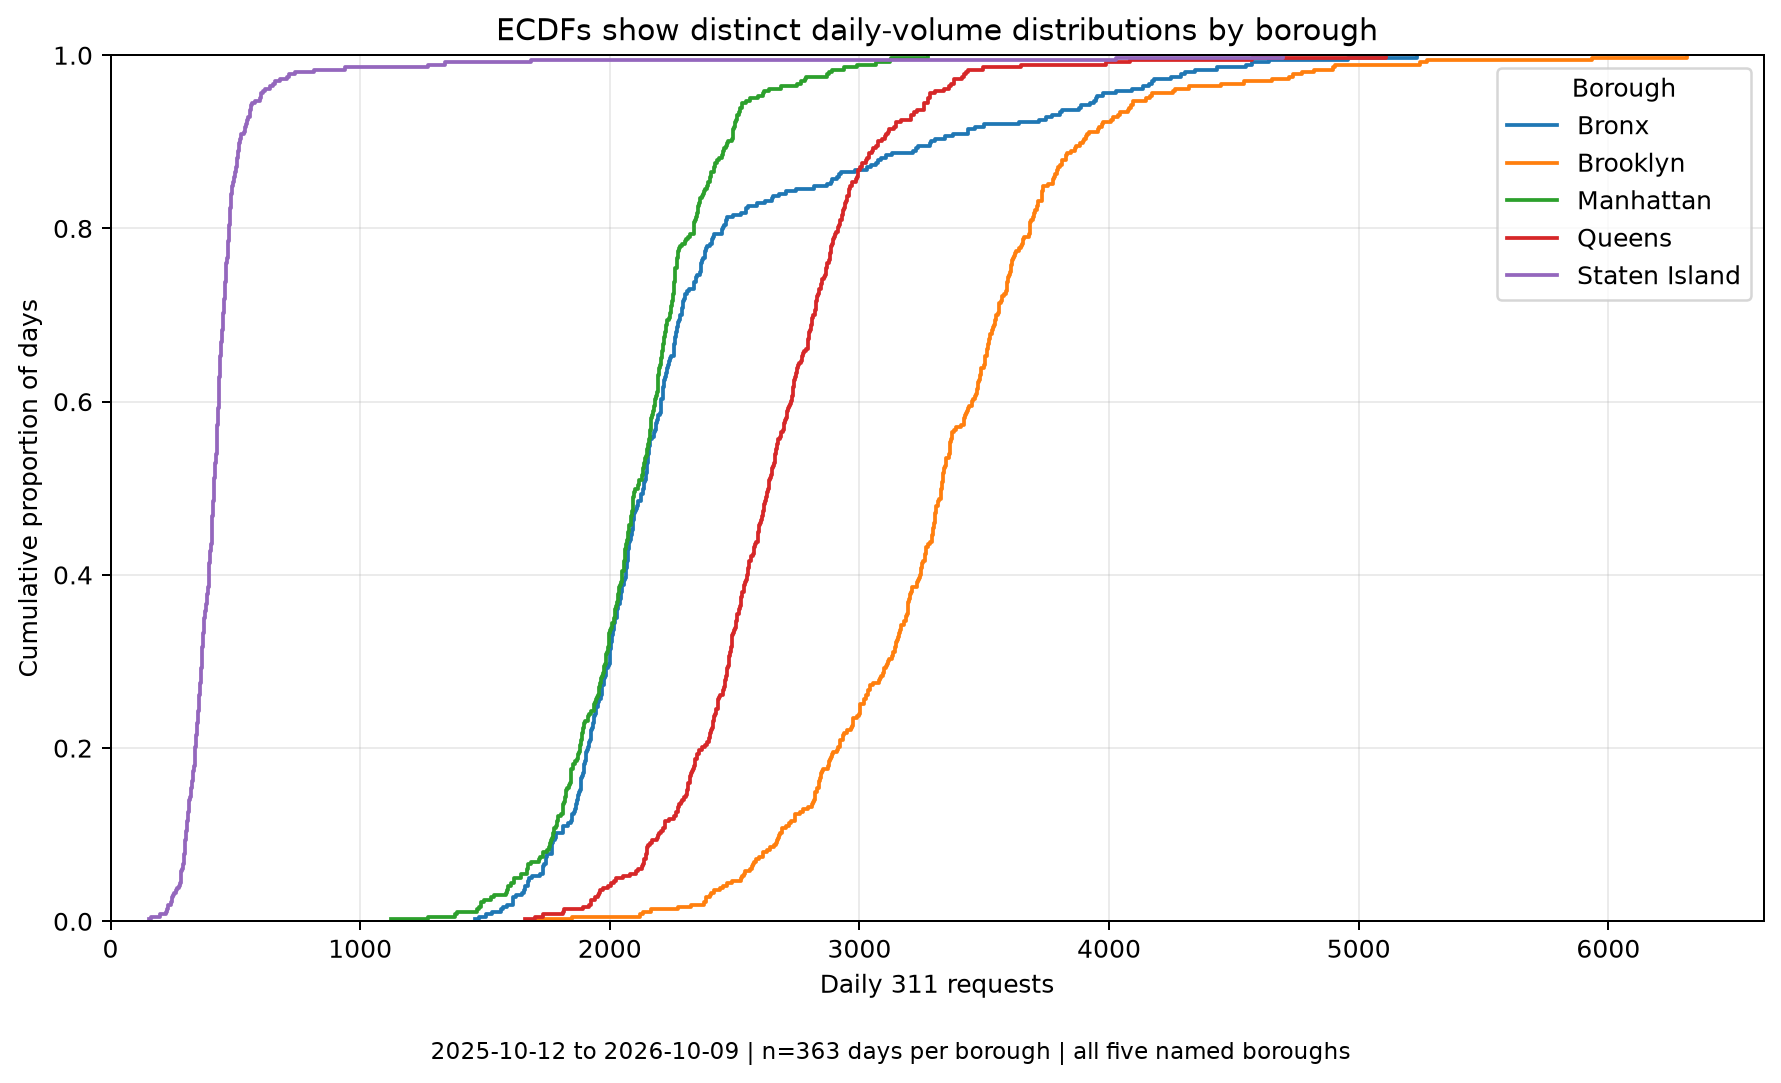 ECDFs show distinct daily-volume distributions by borough
1.0
0.8
0.6
0.4
0.2
0.0
Cumulative proportion of days
Borough
Bronx
Brooklyn
Manhattan
Queens
Staten Island
0 1000 2000 3000 4000 5000 6000
Daily 311 requests
2025-10-12 to 2026-10-09 | n=363 days per borough | all five named boroughs